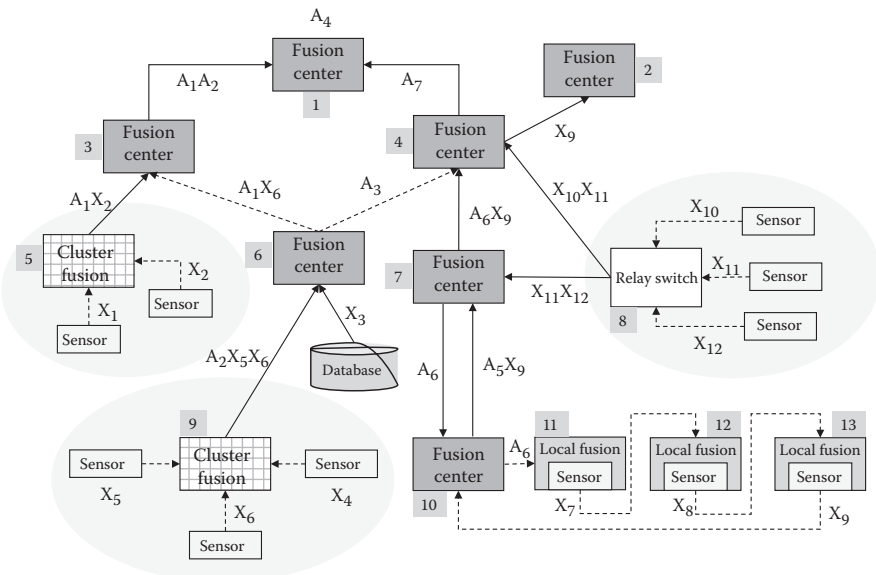 A4
Fusion
center
1
Fusion
center
2
A1A2
A7
3
Fusion
center
4
Fusion
center
X9
A1X2
A1X6
A3
A6X9
X10X11
5
Cluster
fusion
X2
Sensor
X1
Sensor
6
Fusion
center
7
Fusion
center
X11X12
Relay switch
8
X10
Sensor
X11
Sensor
X12
Sensor
A2X5X6
X3
Database
A6
A5X9
9
Cluster
fusion
Sensor
X5
Sensor
X4
X6
Sensor
Fusion
center
10
A6
11
Local fusion
Sensor
X7
12
Local fusion
Sensor
X8
13
Local fusion
Sensor
X9